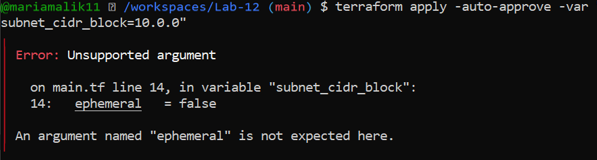 @mariamalik11 /workspaces/Lab-12 (main) $ terraform apply -auto-approve -var
subnet_cidr_block=10.0.0"
Error: Unsupported argument
on main.tf line 14, in variable "subnet_cidr_block":
14: ephemeral = false
An argument named "ephemeral" is not expected here.